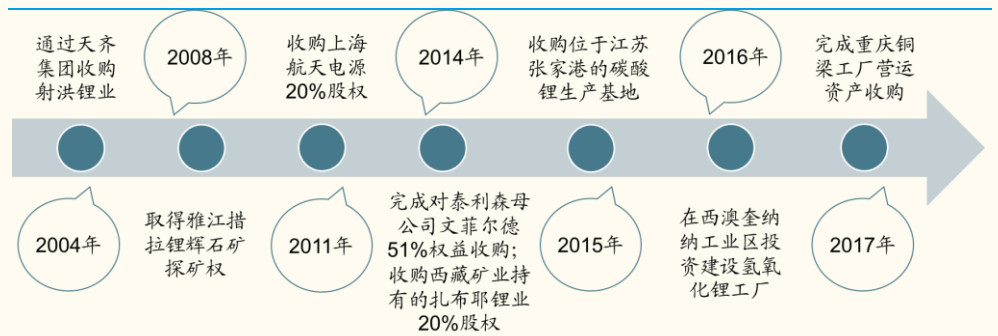 通过天齐
集团收购
射洪锂业
2008年
收购上海
航天电源
20%股权
2014年
收购位于江苏
张家港的碳酸
锂生产基地
2016年
完成重庆铜
梁工厂营运
资产收购
2004年
取得雅江措
拉锂辉石矿
探矿权
2011年
完成对泰利森母
公司文菲尔德
51%权益收购；
收购西藏矿业持
有的扎布耶锂业
20%股权
2015年
在西澳奎纳
纳工业区投
资建设氢氧
化锂工厂
2017年